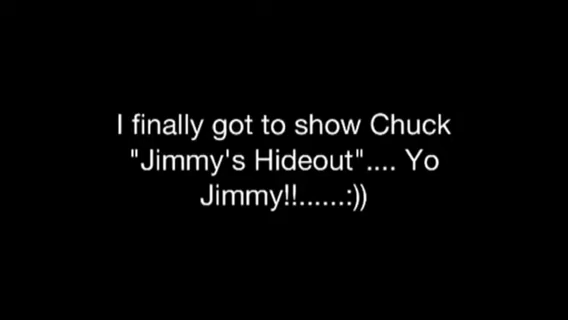 I finally got to show Chuck
"Jimmy's Hideout".... Yo
Jimmy!!......:))